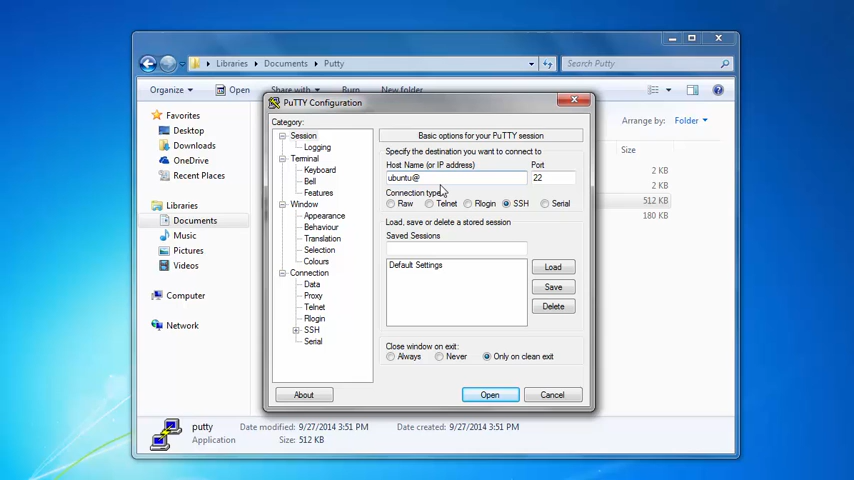 Libraries Documents Putty
Search Putty
Organize Open Share with Burn New folder
Favorites
Desktop
Downloads
OneDrive
Recent Places
Libraries
Documents
Music
Pictures
Videos
Computer
Network
Arrange by: Folder
Size
2 KB
2 KB
512 KB
180 KB
PuTTY Configuration
Category:
Session
Logging
Terminal
Keyboard
Bell
Features
Window
Appearance
Behaviour
Translation
Selection
Colours
Connection
Data
Proxy
Telnet
Rlogin
SSH
Serial
Basic options for your PuTTY session
Specify the destination you want to connect to
Host Name (or IP address) Port
ubuntu@ 22
Connection type:
Raw Telnet Rlogin SSH Serial
Load, save or delete a stored session
Saved Sessions
Default Settings
Load
Save
Delete
Close window on exit:
Always Never Only on clean exit
About Open Cancel
putty Date modified: 9/27/2014 3:51 PM Date created: 9/27/2014 3:51 PM
Application Size: 512 KB